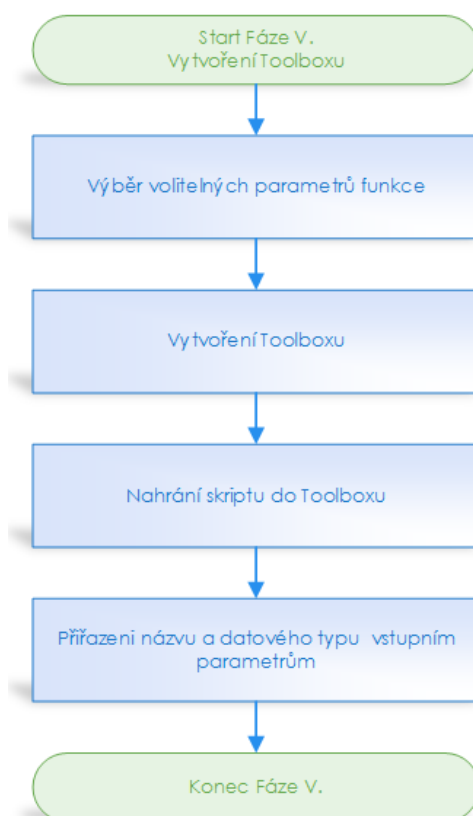 Start Fáze V.
Vytvoření Toolboxu
Výběr volitelných parametrů funkce
Vytvoření Toolboxu
Nahrání skriptu do Toolboxu
Přiřazeni názvu a datového typu vstupním
parametrům
Konec Fáze V.